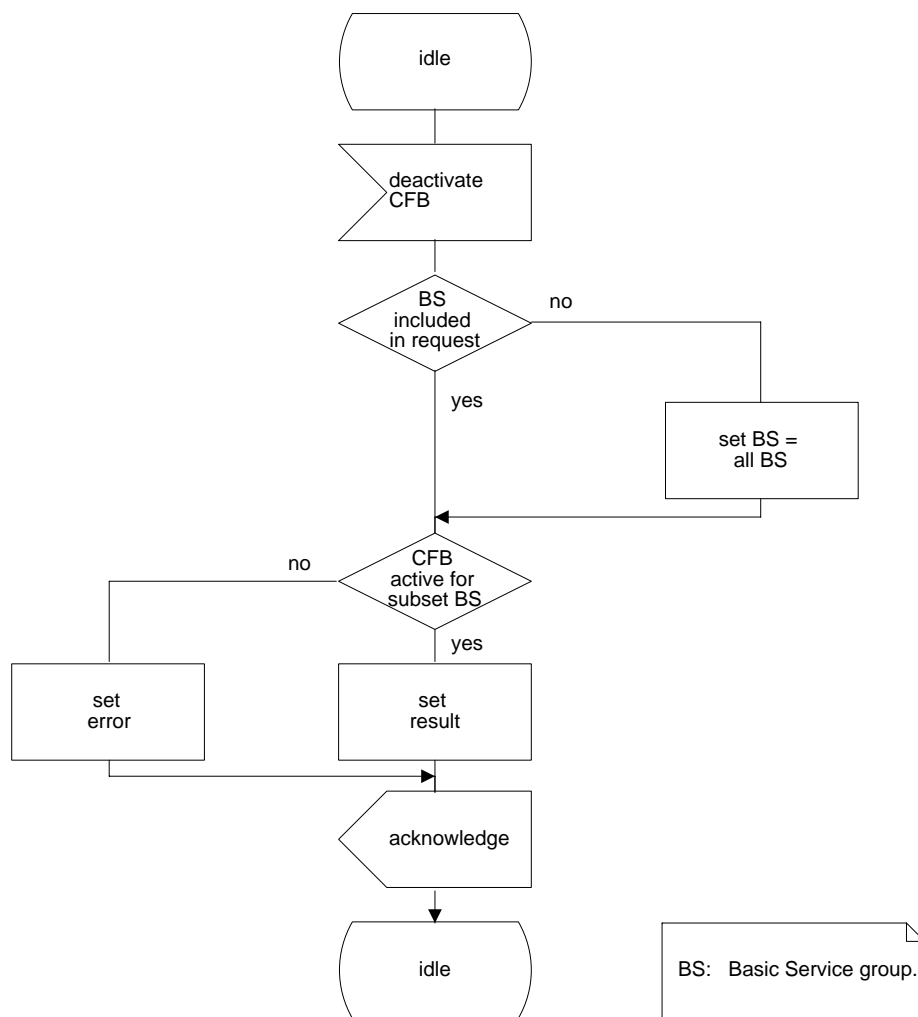 idle
deactivate
CFB
BS
included
in request
no
yes
set BS =
all BS
CFB
active for
subset BS
no
yes
set
error
set
result
acknowledge
idle
BS: Basic Service group.